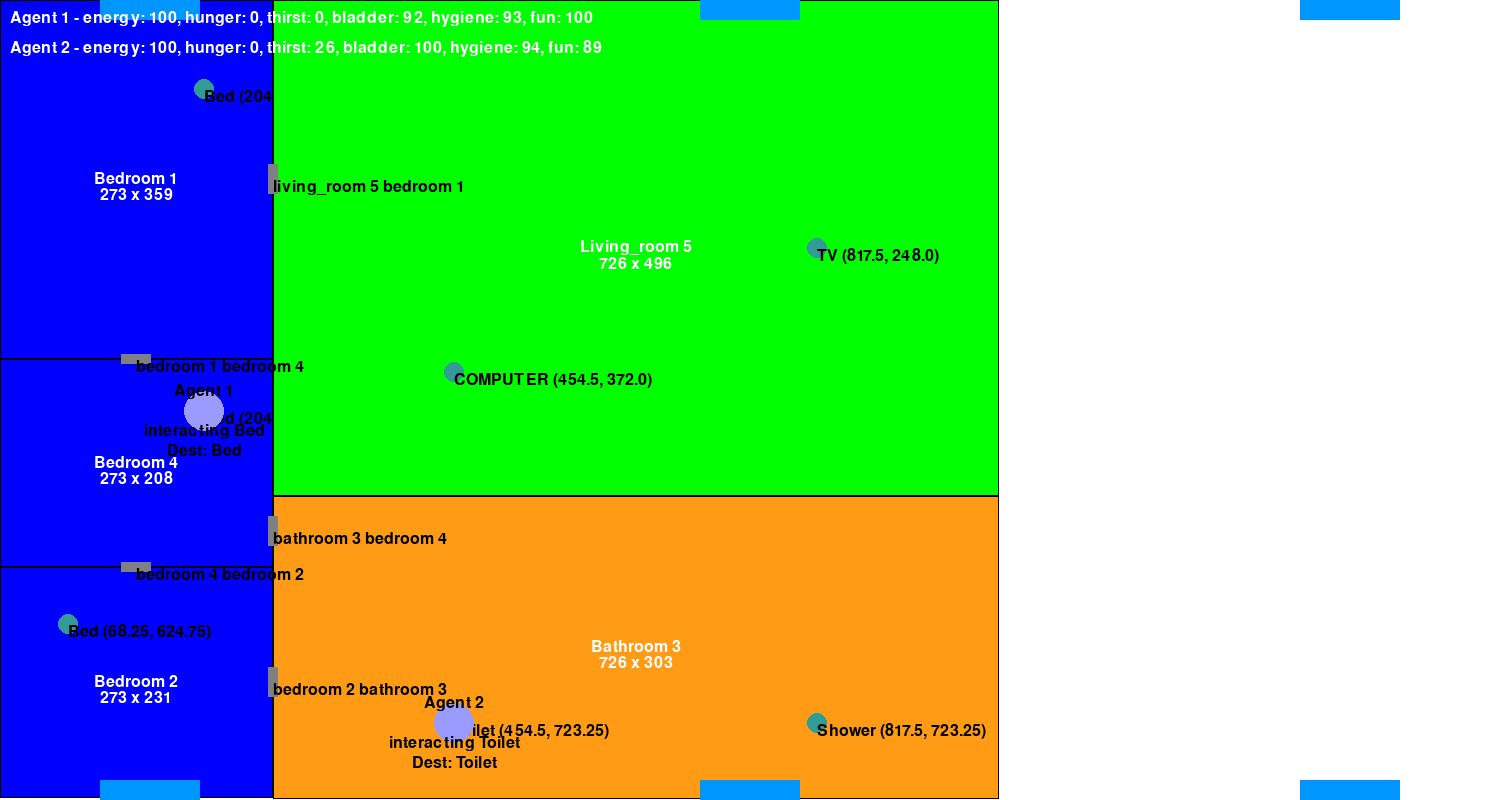 Agent 1 - energy: 100, hunger: 0, thirst: 0, bladder: 92, hygiene: 93, fun: 100
Agent 2 - energy: 100, hunger: 0, thirst: 26, bladder: 100, hygiene: 94, fun: 89
Bed (204
Bedroom 1
273 x 359
living_room 5 bedroom 1
Living_room 5
726 x 496
TV (817.5, 248.0)
bedroom 1 bedroom 4
COMPUTER (454.5, 372.0)
Agent 1
d (204
interacting Bed
Dest: Bed
Bedroom 4
273 x 208
bathroom 3 bedroom 4
bedroom 4 bedroom 2
Bed (68.25, 624.75)
Bathroom 3
726 x 303
Bedroom 2
273 x 231
bedroom 2 bathroom 3
Agent 2
ilet (454.5, 723.25)
interacting Toilet
Dest: Toilet
Shower (817.5, 723.25)